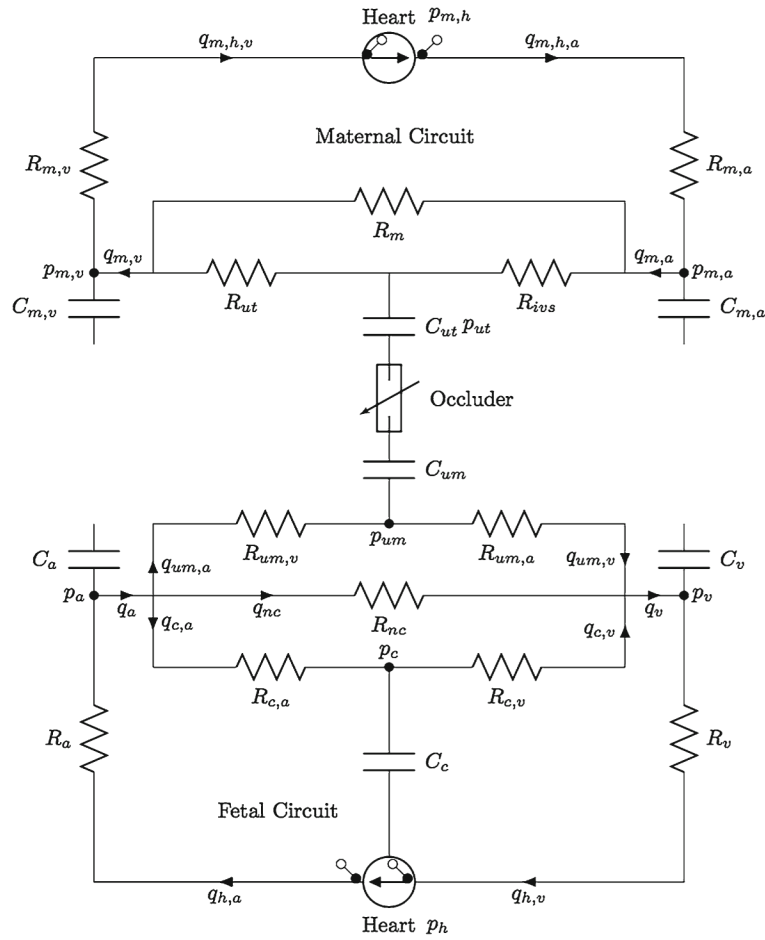 Heart p_{m,h}
q_{m,h,v}
q_{m,h,a}
Maternal Circuit
R_{m,v}
R_{m,a}
R_m
p_{m,v}
q_{m,v}
q_{m,a}
p_{m,a}
C_{m,v}
R_{ut}
R_{ivs}
C_{m,a}
C_{ut} p_{ut}
Occluder
C_{um}
C_a
R_{um,v}
p_{um}
R_{um,a}
C_v
q_{um,a}
q_{um,v}
p_a
q_a
q_{nc}
R_{nc}
q_v
p_v
q_{c,a}
q_{c,v}
p_c
R_{c,a}
R_{c,v}
R_a
R_v
C_c
Fetal Circuit
q_{h,a}
q_{h,v}
Heart p_h